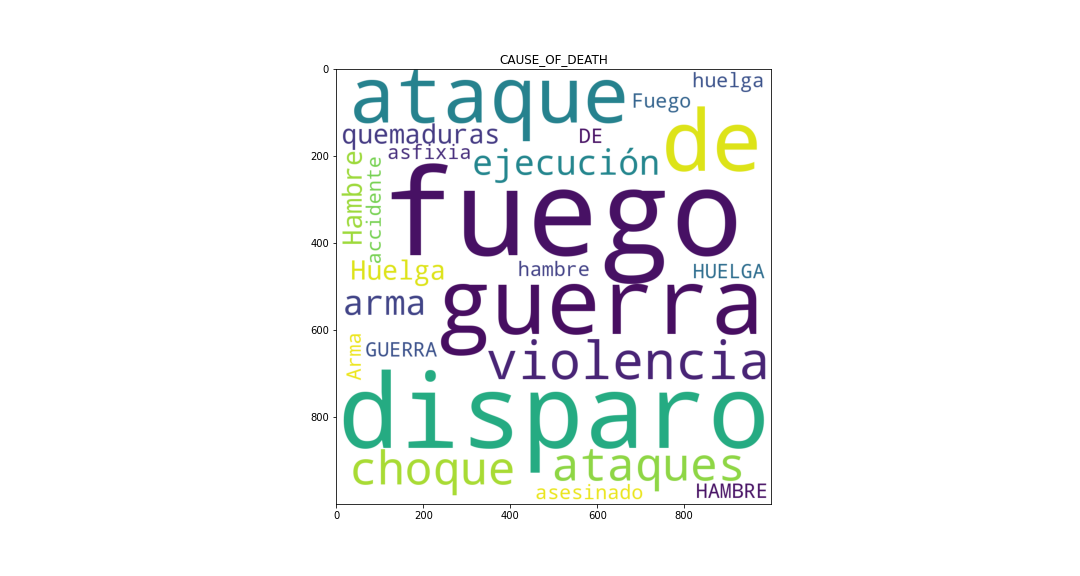 CAUSE_OF_DEATH
0
ataque
huelga
Fuego
quemaduras
DE
de
asfixia
ejecución
200
Hambre
accidente
fuego
400
Huelga
hambre
HUELGA
arma
guerra
600
Arma
GUERRA
violencia
disparo
800
choque
ataques
asesinado
HAMBRE
0 200 400 600 800